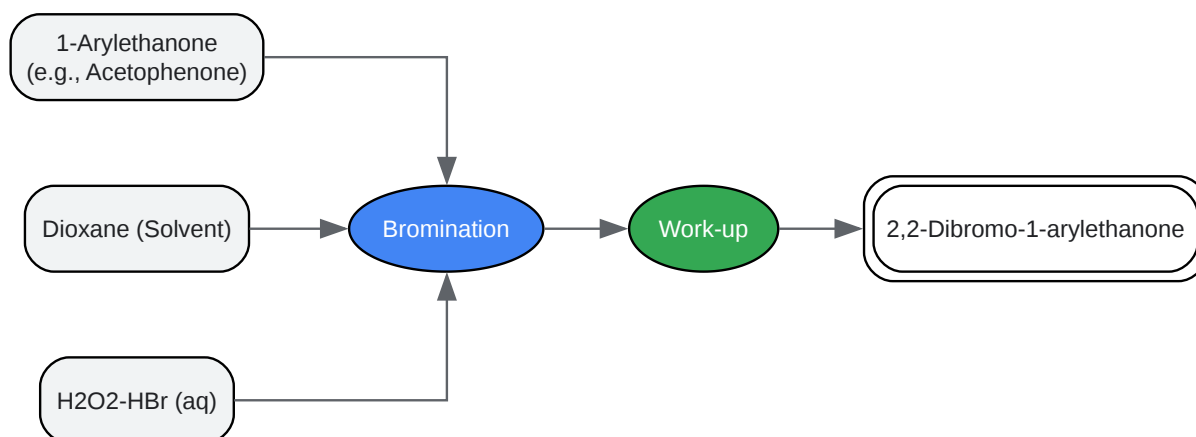 1-Arylethanone
(e.g., Acetophenone)
Dioxane (Solvent)
Bromination
Work-up
2,2-Dibromo-1-arylethanone
H2O2-HBr (aq)